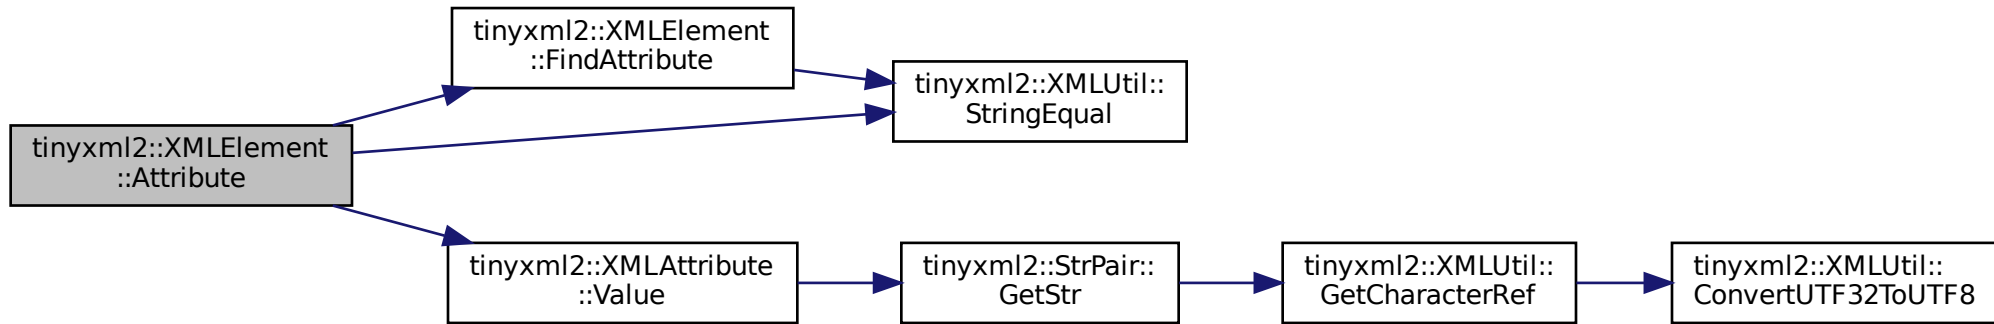 tinyxml2::XMLElement
::Attribute
tinyxml2::XMLElement
::FindAttribute
tinyxml2::XMLUtil::
StringEqual
tinyxml2::XMLAttribute
::Value
tinyxml2::StrPair::
GetStr
tinyxml2::XMLUtil::
GetCharacterRef
tinyxml2::XMLUtil::
ConvertUTF32ToUTF8